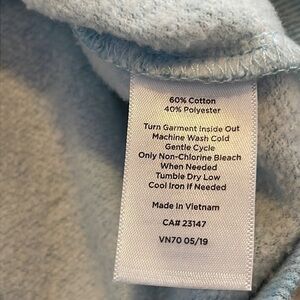 60% Cotton
40% Polyester
Turn Garment Inside Out
Machine Wash Cold
Gentle Cycle
Only Non-Chlorine Bleach
When Needed
Tumble Dry Low
Cool Iron If Needed
Made in Vietnam
CA# 23147
VN70 05/19